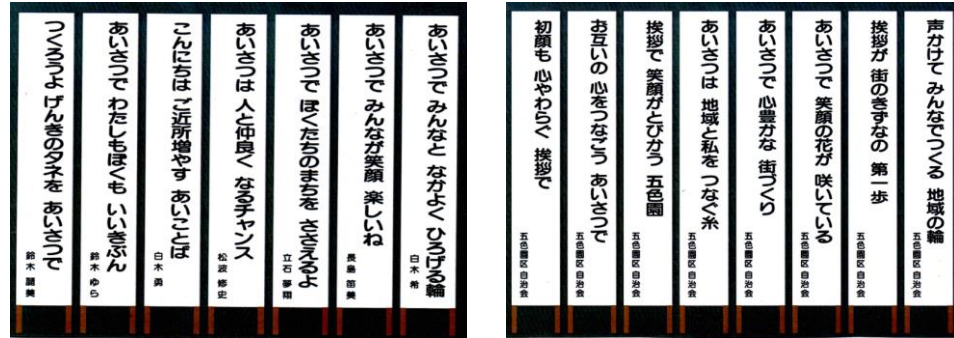 あいさつで みんなと なかよく ひろげる輪
白木 希
あいさつで みんなが笑顔 楽しいね
長島 笛美
あいさつで ぼくたちのまちを ささえるよ
立石 夢翔
あいさつは 人と仲良く なるチャンス
松波 修史
こんにちは ご近所増やす あいことば
白木 勇
あいさつで わたしもぼくも いいきぶん
鈴木 ゆら
つくろうよ げんきのタネを あいさつで
鈴木
声かけて みんなでつくる 地域の輪
五色園区 自治会
挨拶が 街のきずなの 第一歩
五色園区 自治会
あいさつで 笑顔の花が 咲いている
五色園区 自治会
あいさつで 心豊かな 街づくり
五色園区 自治会
あいさつは 地域と私を つなぐ糸
五色園区 自治会
挨拶で 笑顔がとびかう 五色園
五色園区 自治会
お互いの 心をつなごう あいさつで
五色園区 自治会
初顔も 心やわらぐ 挨拶で
五色園区 自治会